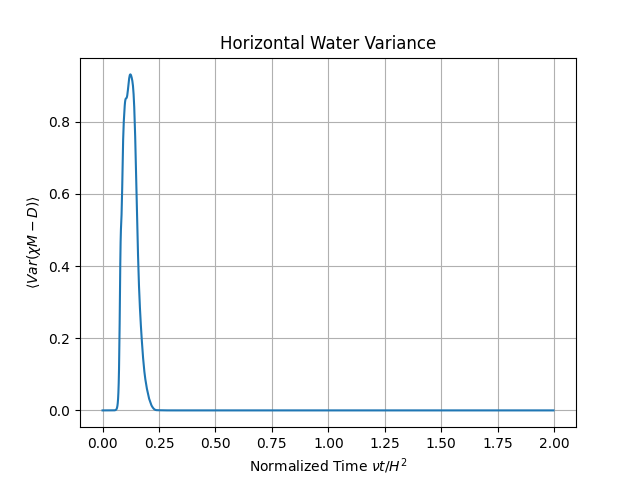 Horizontal Water Variance
⟨Var(χM − D)⟩
0.8
0.6
0.4
0.2
0.0
0.00 0.25 0.50 0.75 1.00 1.25 1.50 1.75 2.00
Normalized Time νt/H²